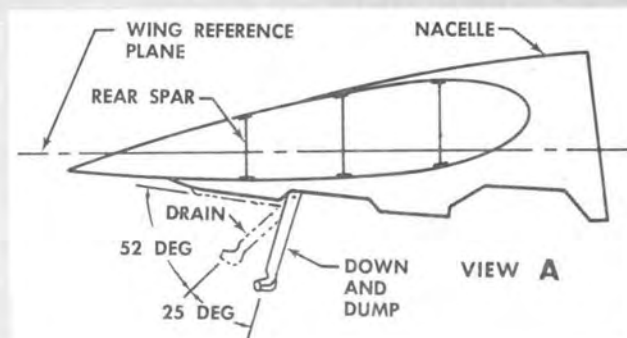 WING REFERENCE
PLANE
NACELLE
REAR SPAR
DRAIN
52 DEG
25 DEG
DOWN
AND
DUMP
VIEW A